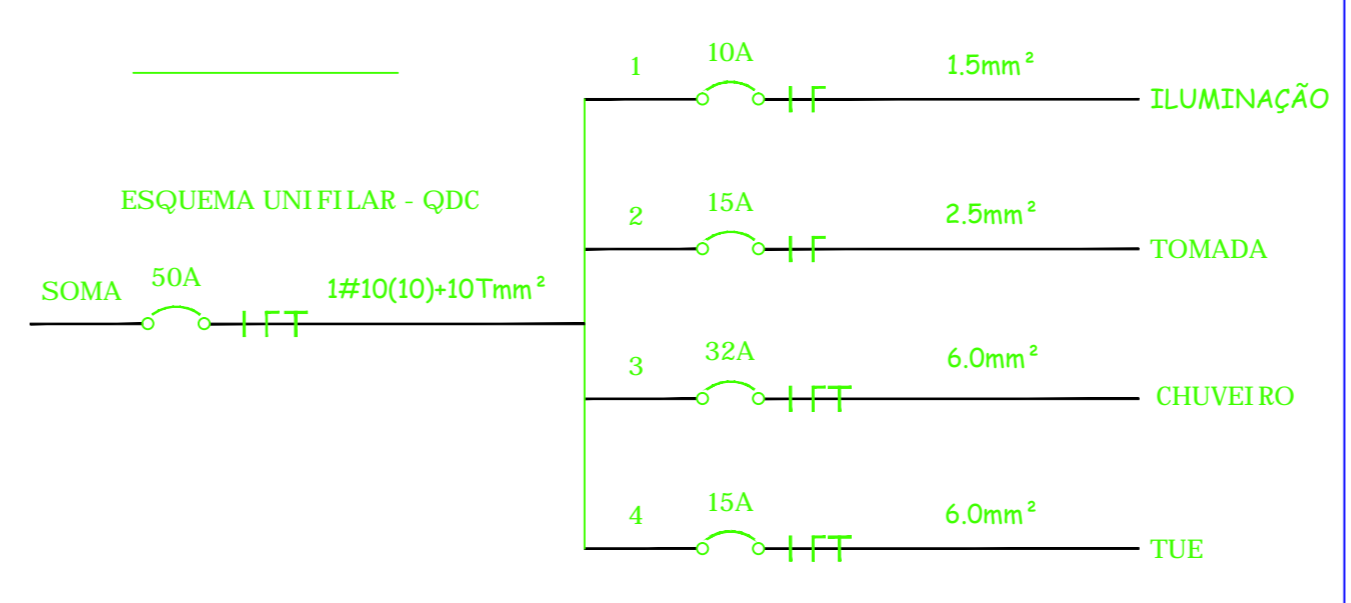 ESQUEMA UNIFILAR - QDC
SOMA 50A 1#10(10)+10Tmm²
1 10A 1.5mm² ILUMINAÇÃO
2 15A 2.5mm² TOMADA
3 32A 6.0mm² CHUVEIRO
4 15A 6.0mm² TUE